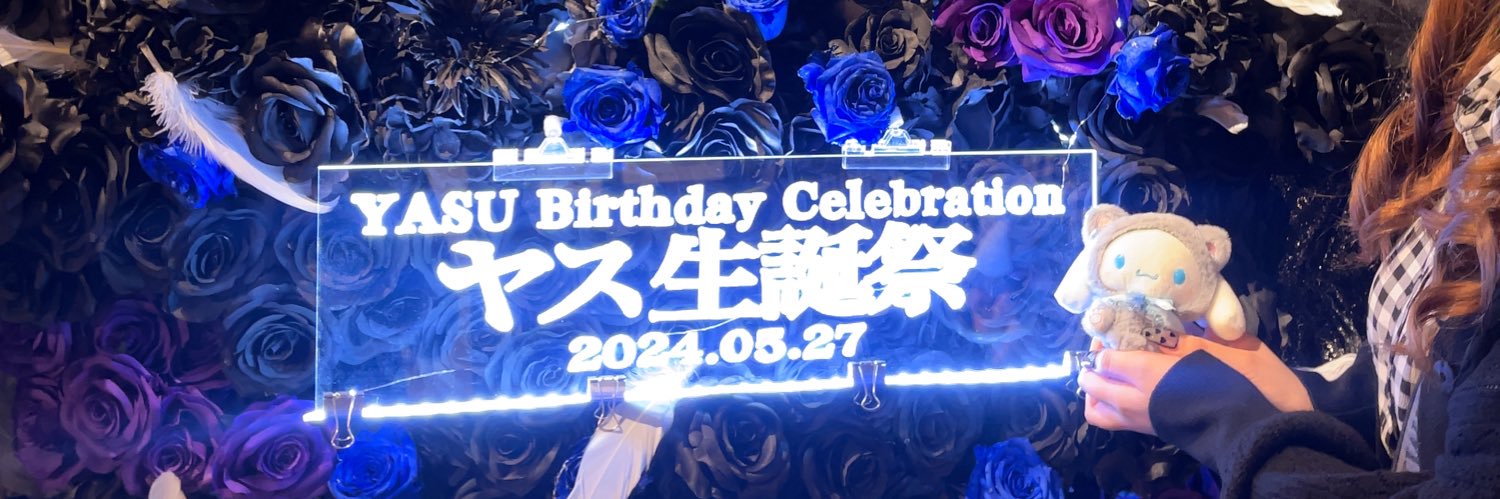 YASU Birthday Celebration
ヤス生誕祭
2024.05.27